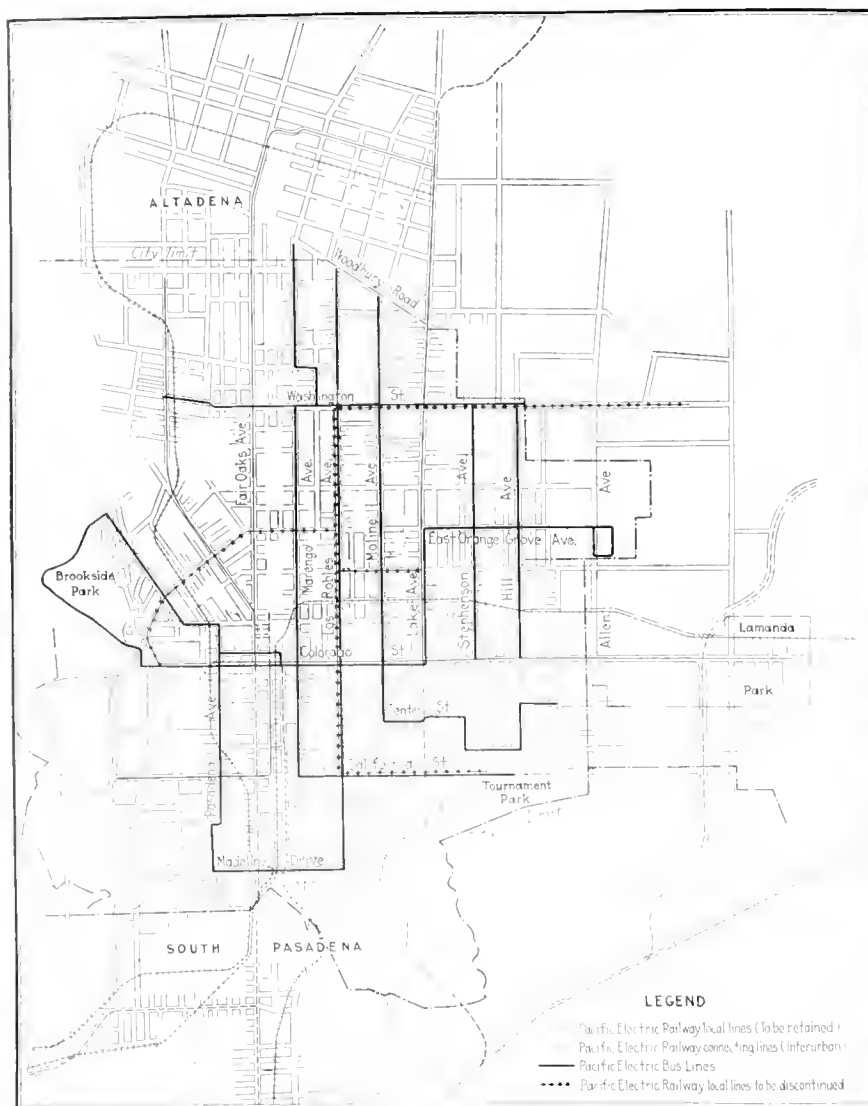 ALTADENA
City limit
Woodbury Road
Washington St.
Fair Oaks Ave
Marengo Ave.
Los Robles Ave
Moline Ave
Lake Ave
Stephenson Ave
Hill Ave
Allen Ave
East Orange Grove Ave.
Brookside
Park
Lamanda
Park
Colorado St
Pasadena Ave
Center St
California St
Tournament
Park
Limit
Madeline Drive
SOUTH PASADENA
LEGEND
Pacific Electric Railway local lines (To be retained)
Pacific Electric Railway connecting lines (Interurban)
Pacific Electric Bus Lines
Pacific Electric Railway local lines to be discontinued